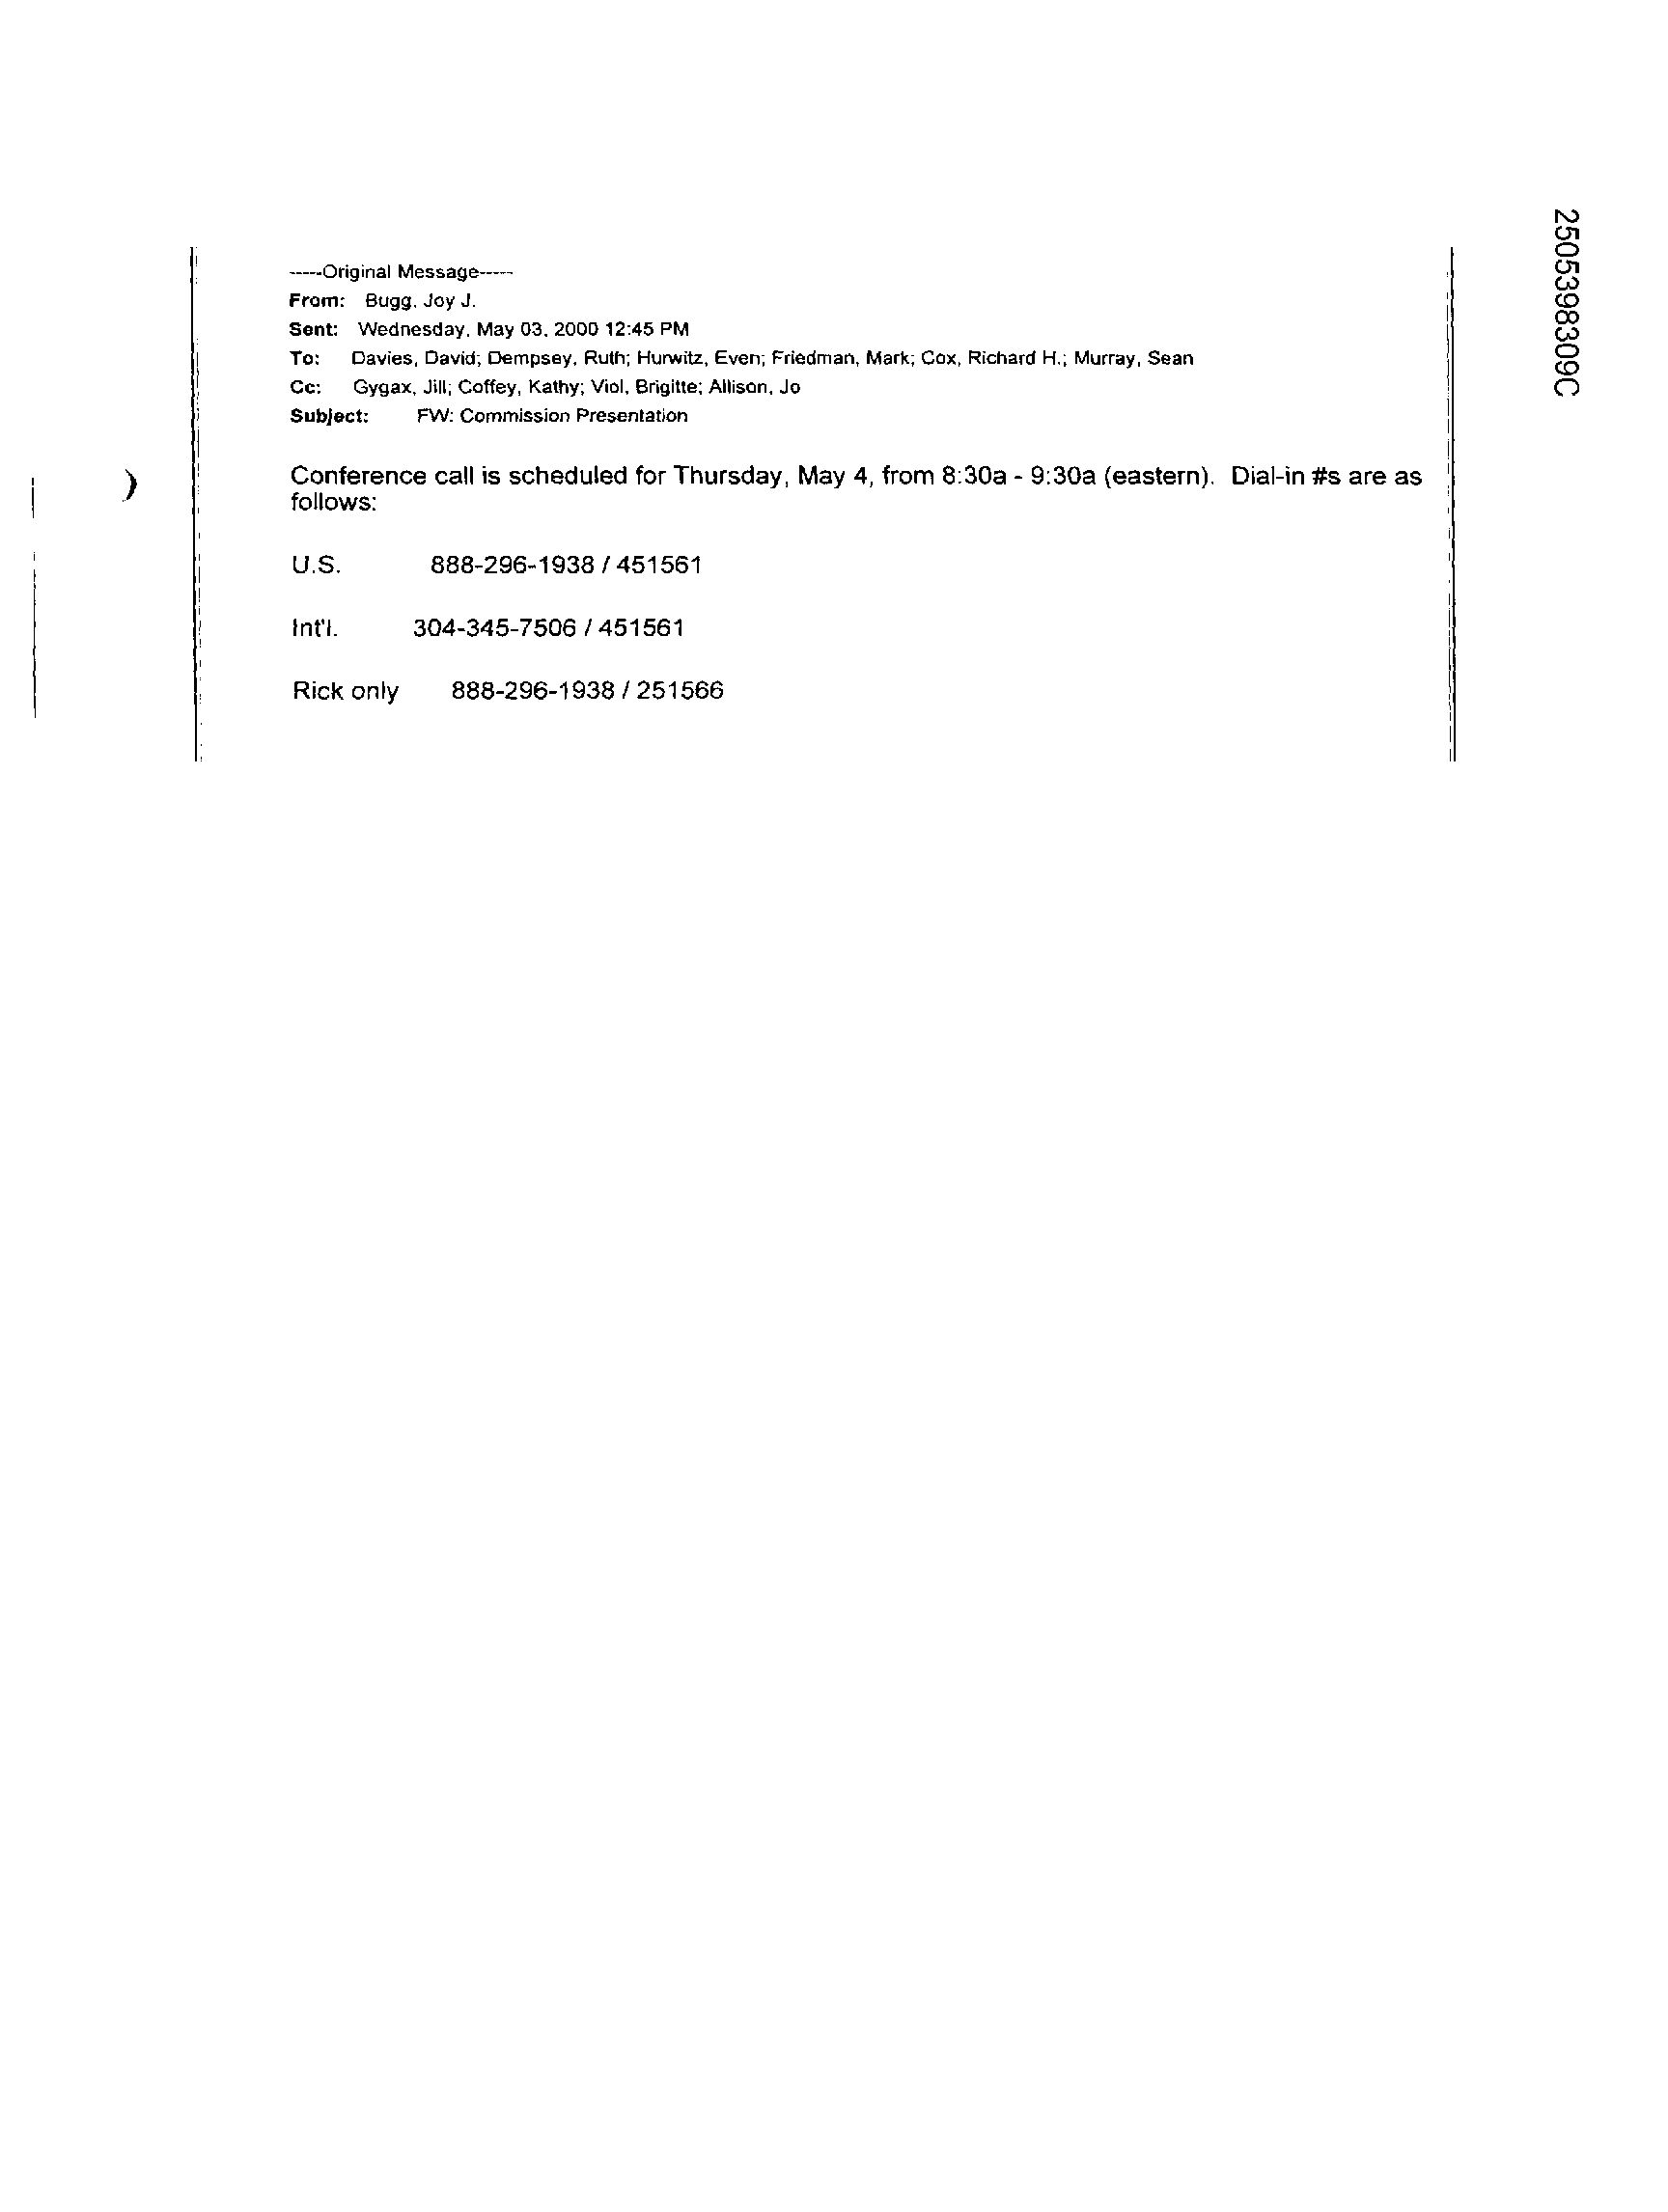 -----Original Message-----
From: Bugg, Joy J.
Sent: Wednesday, May 03, 2000 12:45 PM
To: Davies, David; Dempsey, Ruth; Hurwitz, Even; Friedman, Mark; Cox, Richard H.; Murray, Sean
Cc: Gygax, Jill; Coffey, Kathy; Viol, Brigitte; Allison, Jo
Subject: FW: Commission Presentation
Conference call is scheduled for Thursday, May 4, from 8:30a - 9:30a (eastern). Dial-in #s are as
follows:
U.S. 888-296-1938 / 451561
Int'l. 304-345-7506 / 451561
Rick only 888-296-1938 / 251566
2505398309C